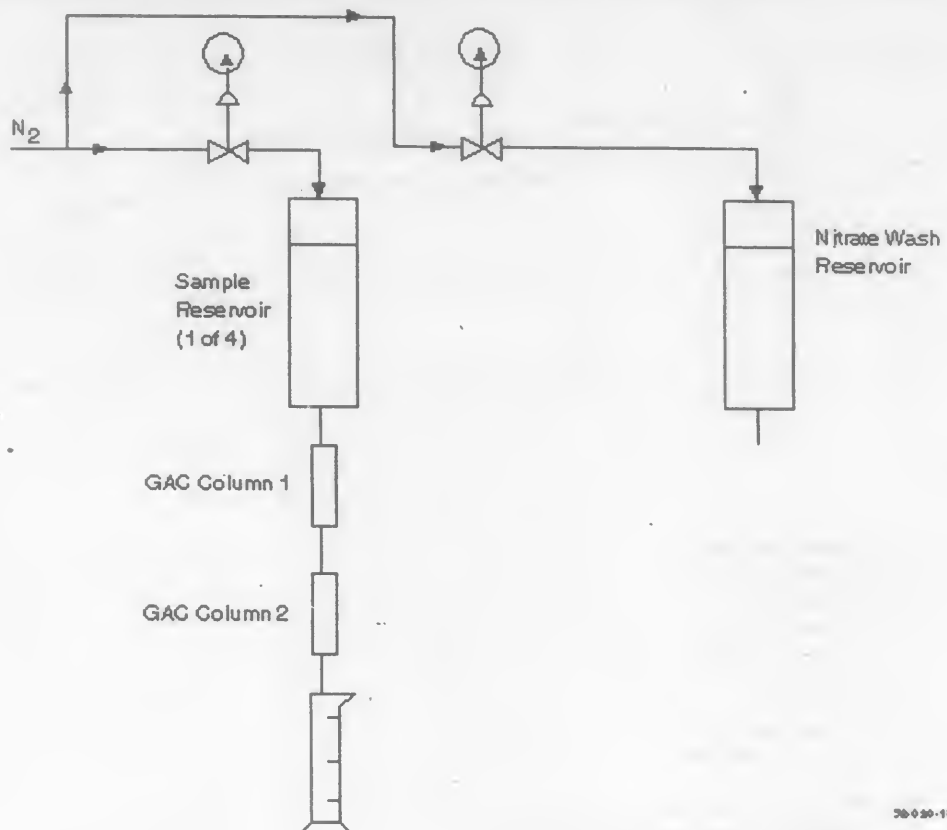 N2
Sample
Reservoir
(1 of 4)
Nitrate Wash
Reservoir
GAC Column 1
GAC Column 2